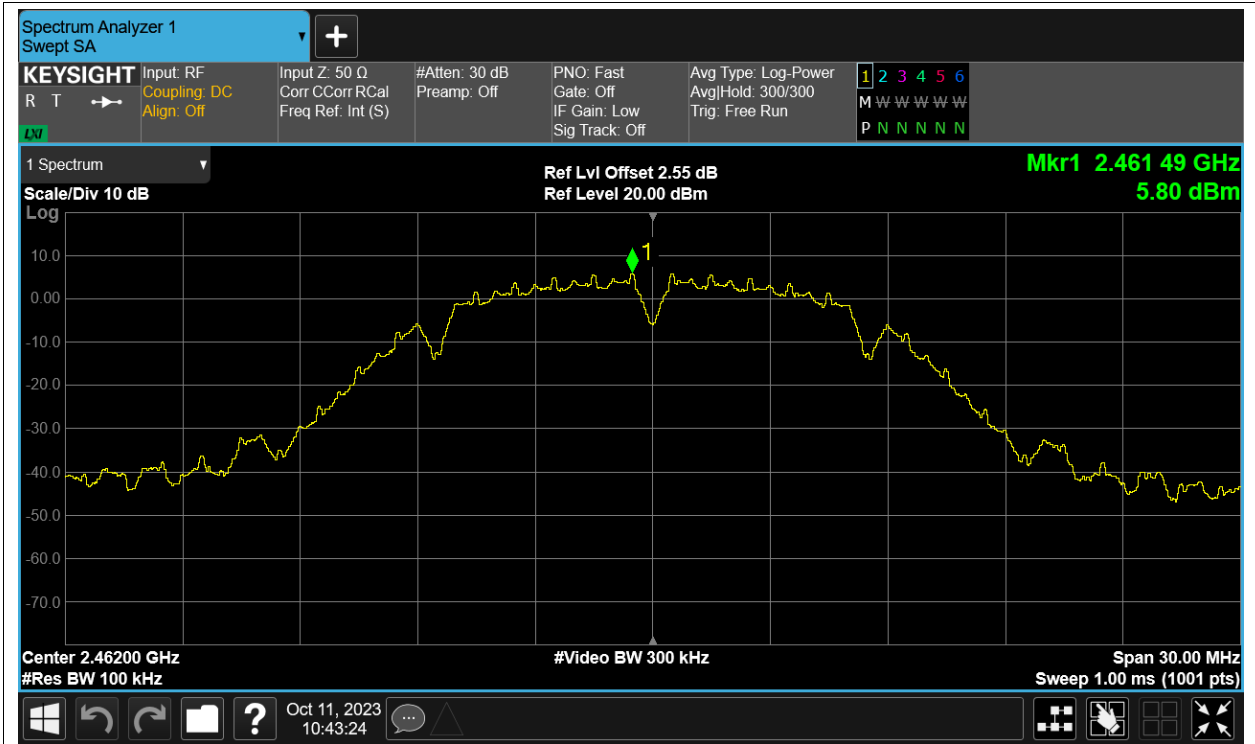 Spectrum Analyzer 1
Swept SA
+
KEYSIGHT
R T
LXI
Input: RF
Coupling: DC
Align: Off
Input Z: 50 Ω
Corr CCorr RCal
Freq Ref: Int (S)
#Atten: 30 dB
Preamp: Off
PNO: Fast
Gate: Off
IF Gain: Low
Sig Track: Off
Avg Type: Log-Power
Avg|Hold: 300/300
Trig: Free Run
1 2 3 4 5 6
M W W W W W
P N N N N N
1 Spectrum
Scale/Div 10 dB
Log
Ref Lvl Offset 2.55 dB
Ref Level 20.00 dBm
Mkr1 2.461 49 GHz
5.80 dBm
1
10.0
0.00
-10.0
-20.0
-30.0
-40.0
-50.0
-60.0
-70.0
Center 2.46200 GHz
#Res BW 100 kHz
#Video BW 300 kHz
Span 30.00 MHz
Sweep 1.00 ms (1001 pts)
?
Oct 11, 2023
10:43:24